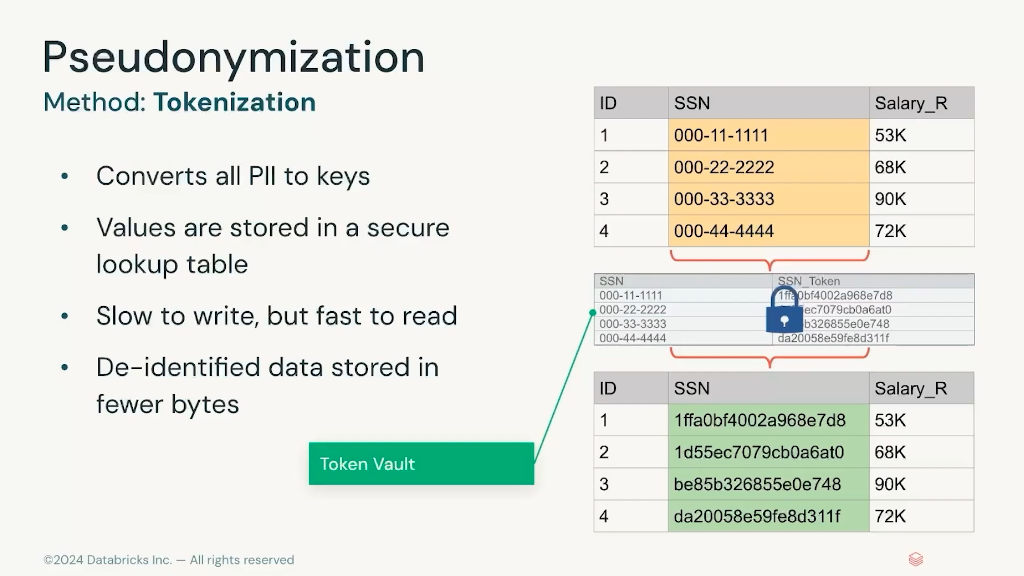 Pseudonymization
Method: Tokenization
• Converts all PII to keys
• Values are stored in a secure
lookup table
• Slow to write, but fast to read
• De-identified data stored in
fewer bytes
Token Vault
ID SSN Salary_R
1 000-11-1111 53K
2 000-22-2222 68K
3 000-33-3333 90K
4 000-44-4444 72K
SSN SSN_Token
000-11-1111 1ffa0bf4002a968e7d8
000-22-2222
000-33-3333
000-44-4444 da20058e59fe8d311f
ID SSN Salary_R
1 1ffa0bf4002a968e7d8 53K
2 1d55ec7079cb0a6at0 68K
3 be85b326855e0e748 90K
4 da20058e59fe8d311f 72K
©2024 Databricks Inc. — All rights reserved